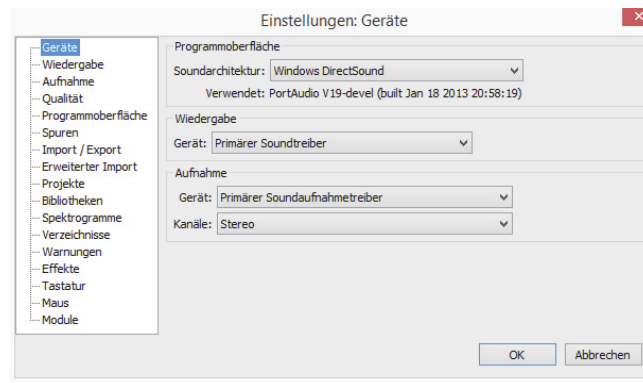 Einstellungen: Geräte
Geräte
Wiedergabe
Aufnahme
Qualität
Programmoberfläche
Spuren
Import / Export
Erweiterter Import
Projekte
Bibliotheken
Spektrogramme
Verzeichnisse
Warnungen
Effekte
Tastatur
Maus
Module
Programmoberfläche
Soundarchitektur: Windows DirectSound
Verwendet: PortAudio V19-devel (built Jan 18 2013 20:58:19)
Wiedergabe
Gerät: Primärer Soundtreiber
Aufnahme
Gerät: Primärer Soundaufnahmetreiber
Kanäle: Stereo
OK Abbrechen